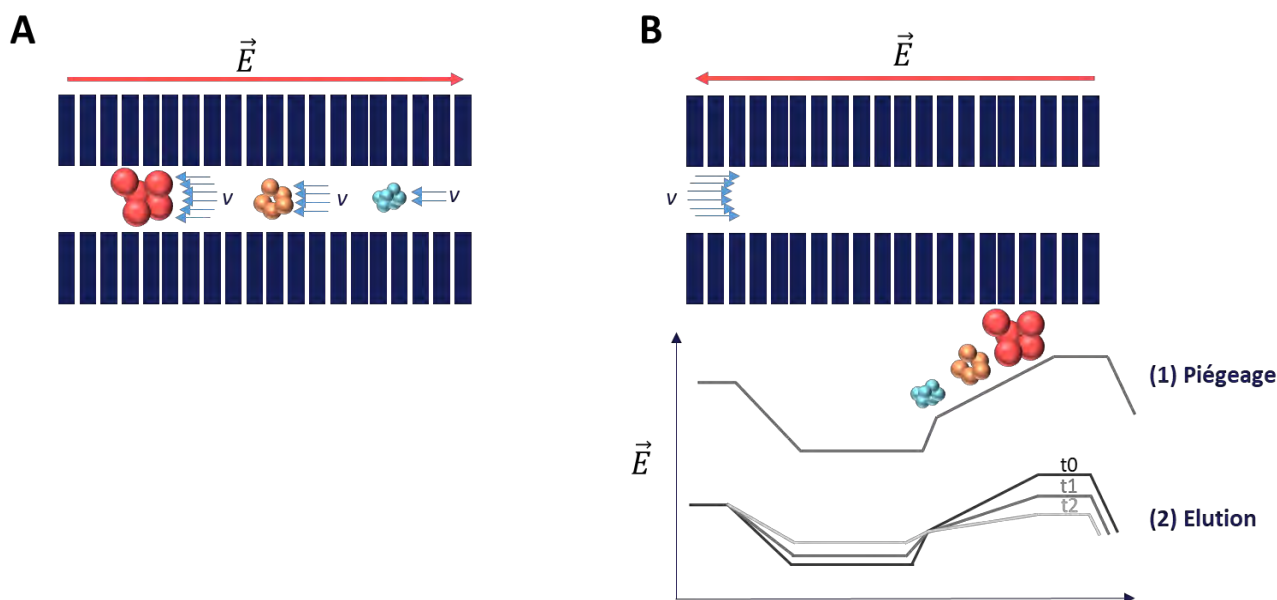 A
E⃗
v
v
v
B
E⃗
v
(1) Piégeage
E⃗
t0
t1
t2
(2) Elution